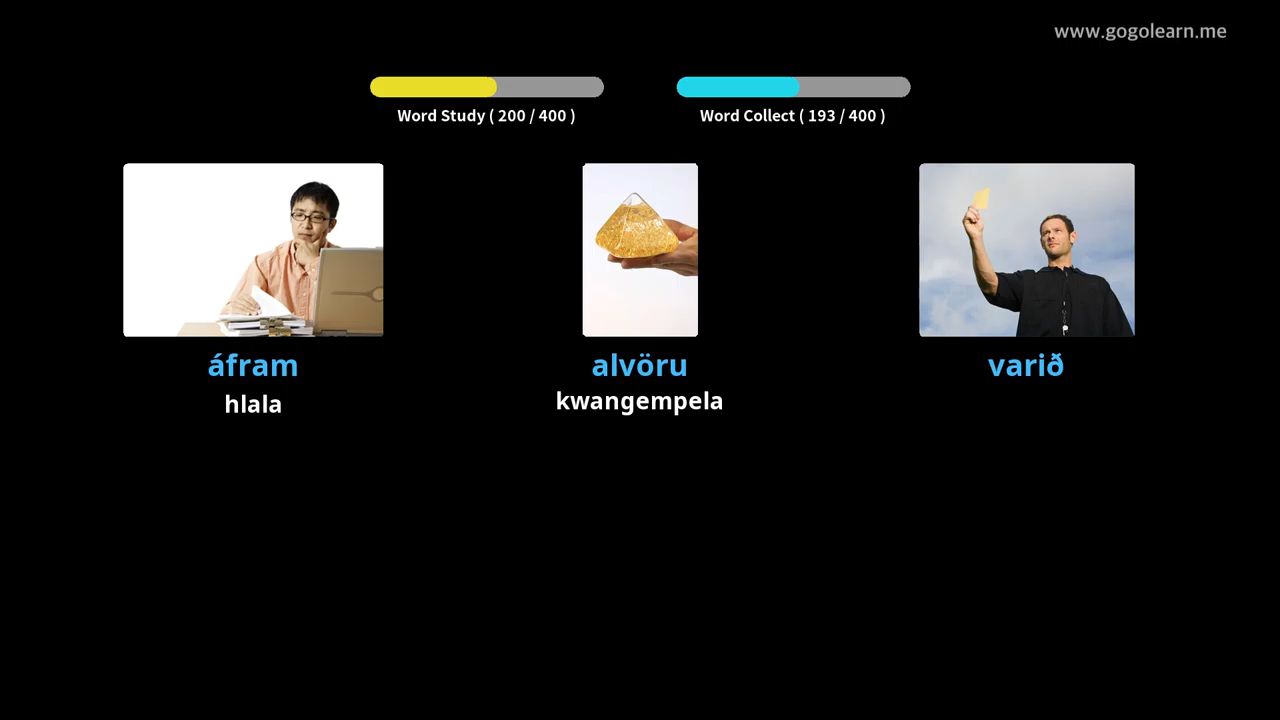 www.gogolearn.me
Word Study ( 200 / 400 )
Word Collect ( 193 / 400 )
áfram
hlala
alvöru
kwangempela
varið